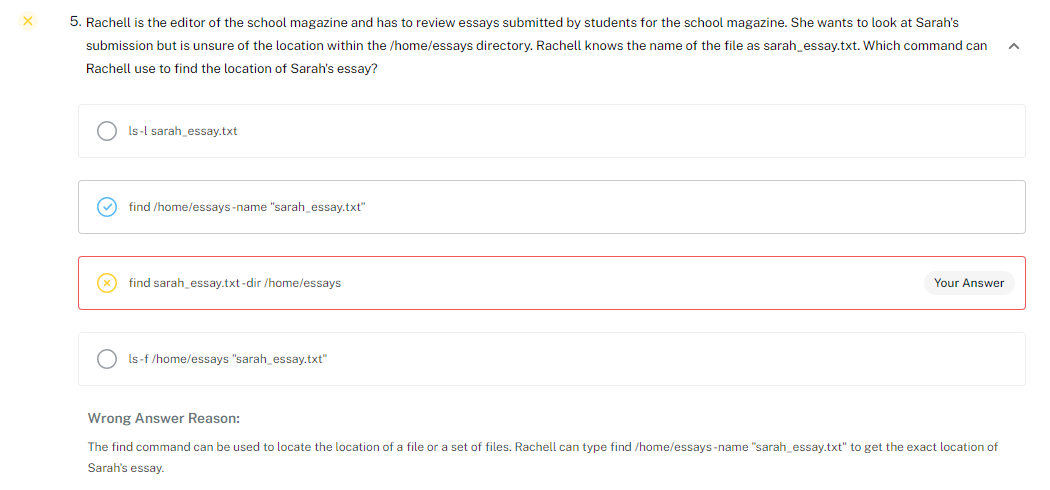 5. Rachell is the editor of the school magazine and has to review essays submitted by students for the school magazine. She wants to look at Sarah's
submission but is unsure of the location within the /home/essays directory. Rachell knows the name of the file as sarah_essay.txt. Which command can
Rachell use to find the location of Sarah's essay?
ls -l sarah_essay.txt
find /home/essays -name "sarah_essay.txt"
find sarah_essay.txt -dir /home/essays
Your Answer
ls -f /home/essays "sarah_essay.txt"
Wrong Answer Reason:
The find command can be used to locate the location of a file or a set of files. Rachell can type find /home/essays -name "sarah_essay.txt" to get the exact location of
Sarah's essay.